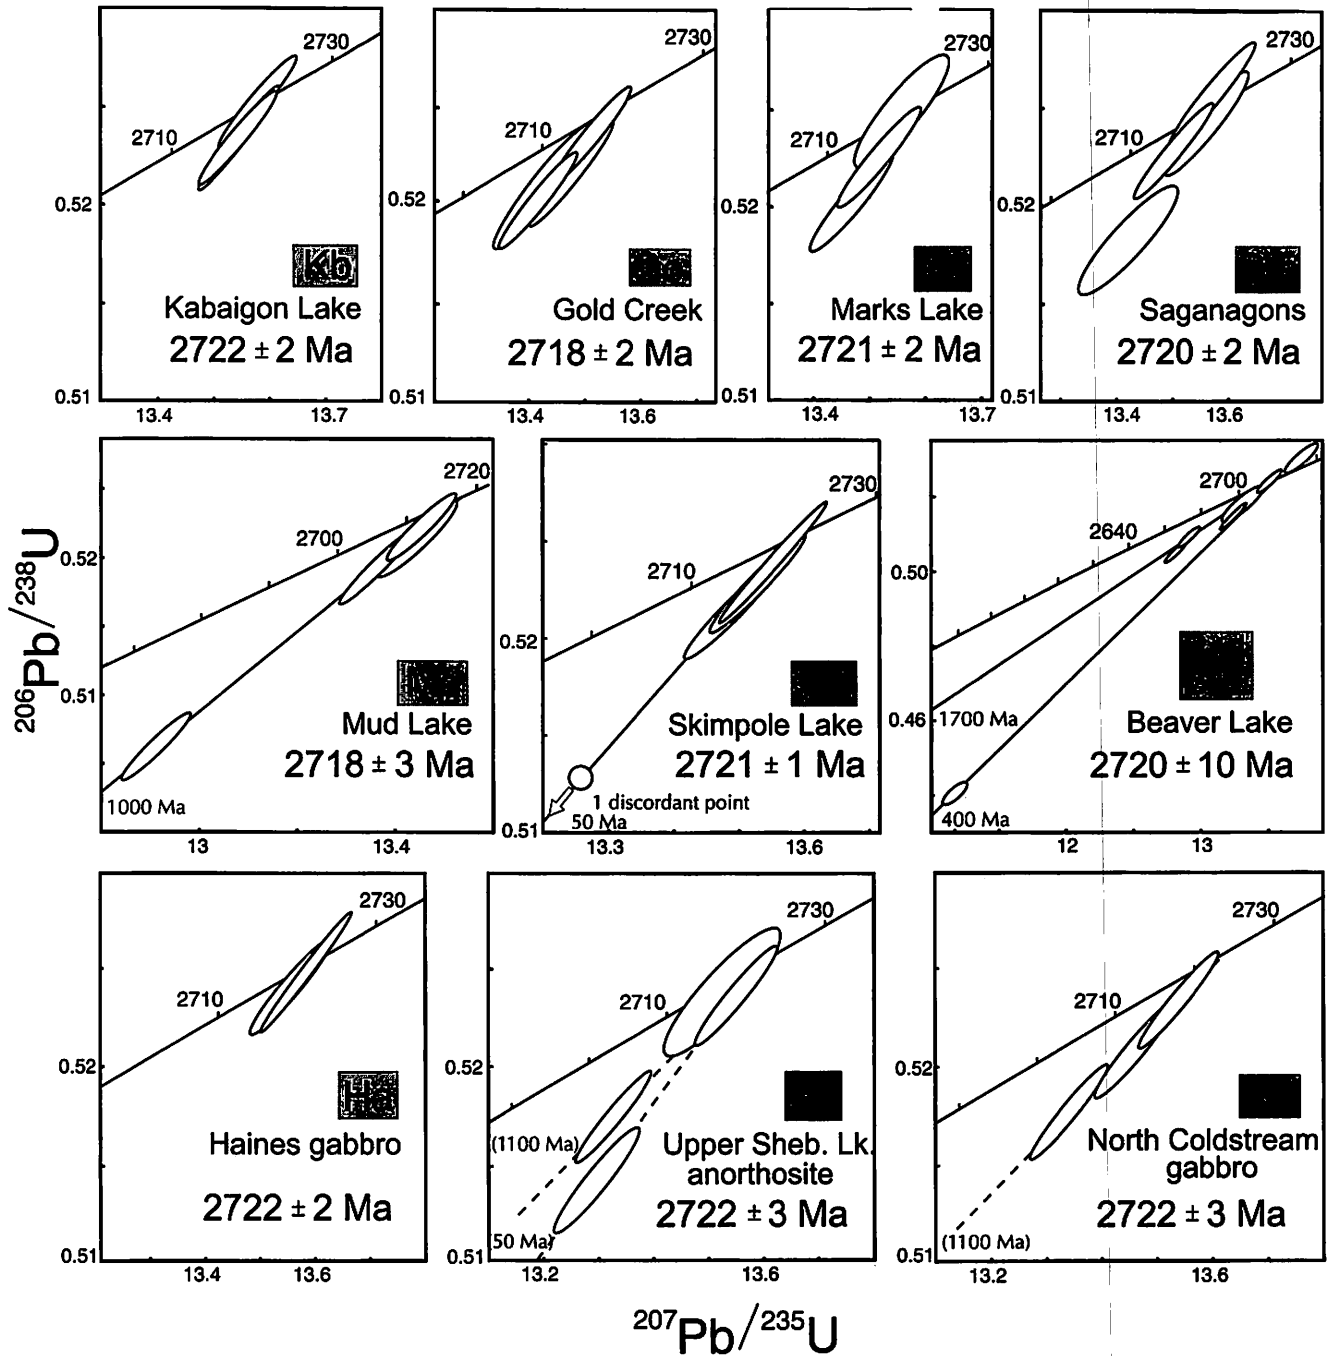 2730
2710
0.52
Kb
Kabaigon Lake
2722 ± 2 Ma
0.51
13.4
13.7
2730
2710
0.52
Gold Creek
2718 ± 2 Ma
0.51
13.4
13.6
2730
2710
0.52
Marks Lake
2721 ± 2 Ma
0.51
13.4
13.7
2730
2710
0.52
Saganagons
2720 ± 2 Ma
0.51
13.4
13.6
206Pb/238U
2720
2700
0.52
0.51
Mud Lake
2718 ± 3 Ma
1000 Ma
13
13.4
2730
2710
0.52
Skimpole Lake
2721 ± 1 Ma
1 discordant point
50 Ma
0.51
13.3
13.6
2700
2640
0.50
0.46
1700 Ma
Beaver Lake
2720 ± 10 Ma
400 Ma
12
13
2730
2710
0.52
Ha
Haines gabbro
2722 ± 2 Ma
0.51
13.4
13.6
2730
2710
0.52
(1100 Ma)
Upper Sheb. Lk.
anorthosite
2722 ± 3 Ma
(50 Ma)
0.51
13.2
13.6
2730
2710
0.52
North Coldstream
gabbro
2722 ± 3 Ma
(1100 Ma)
0.51
13.2
13.6
207Pb/235U